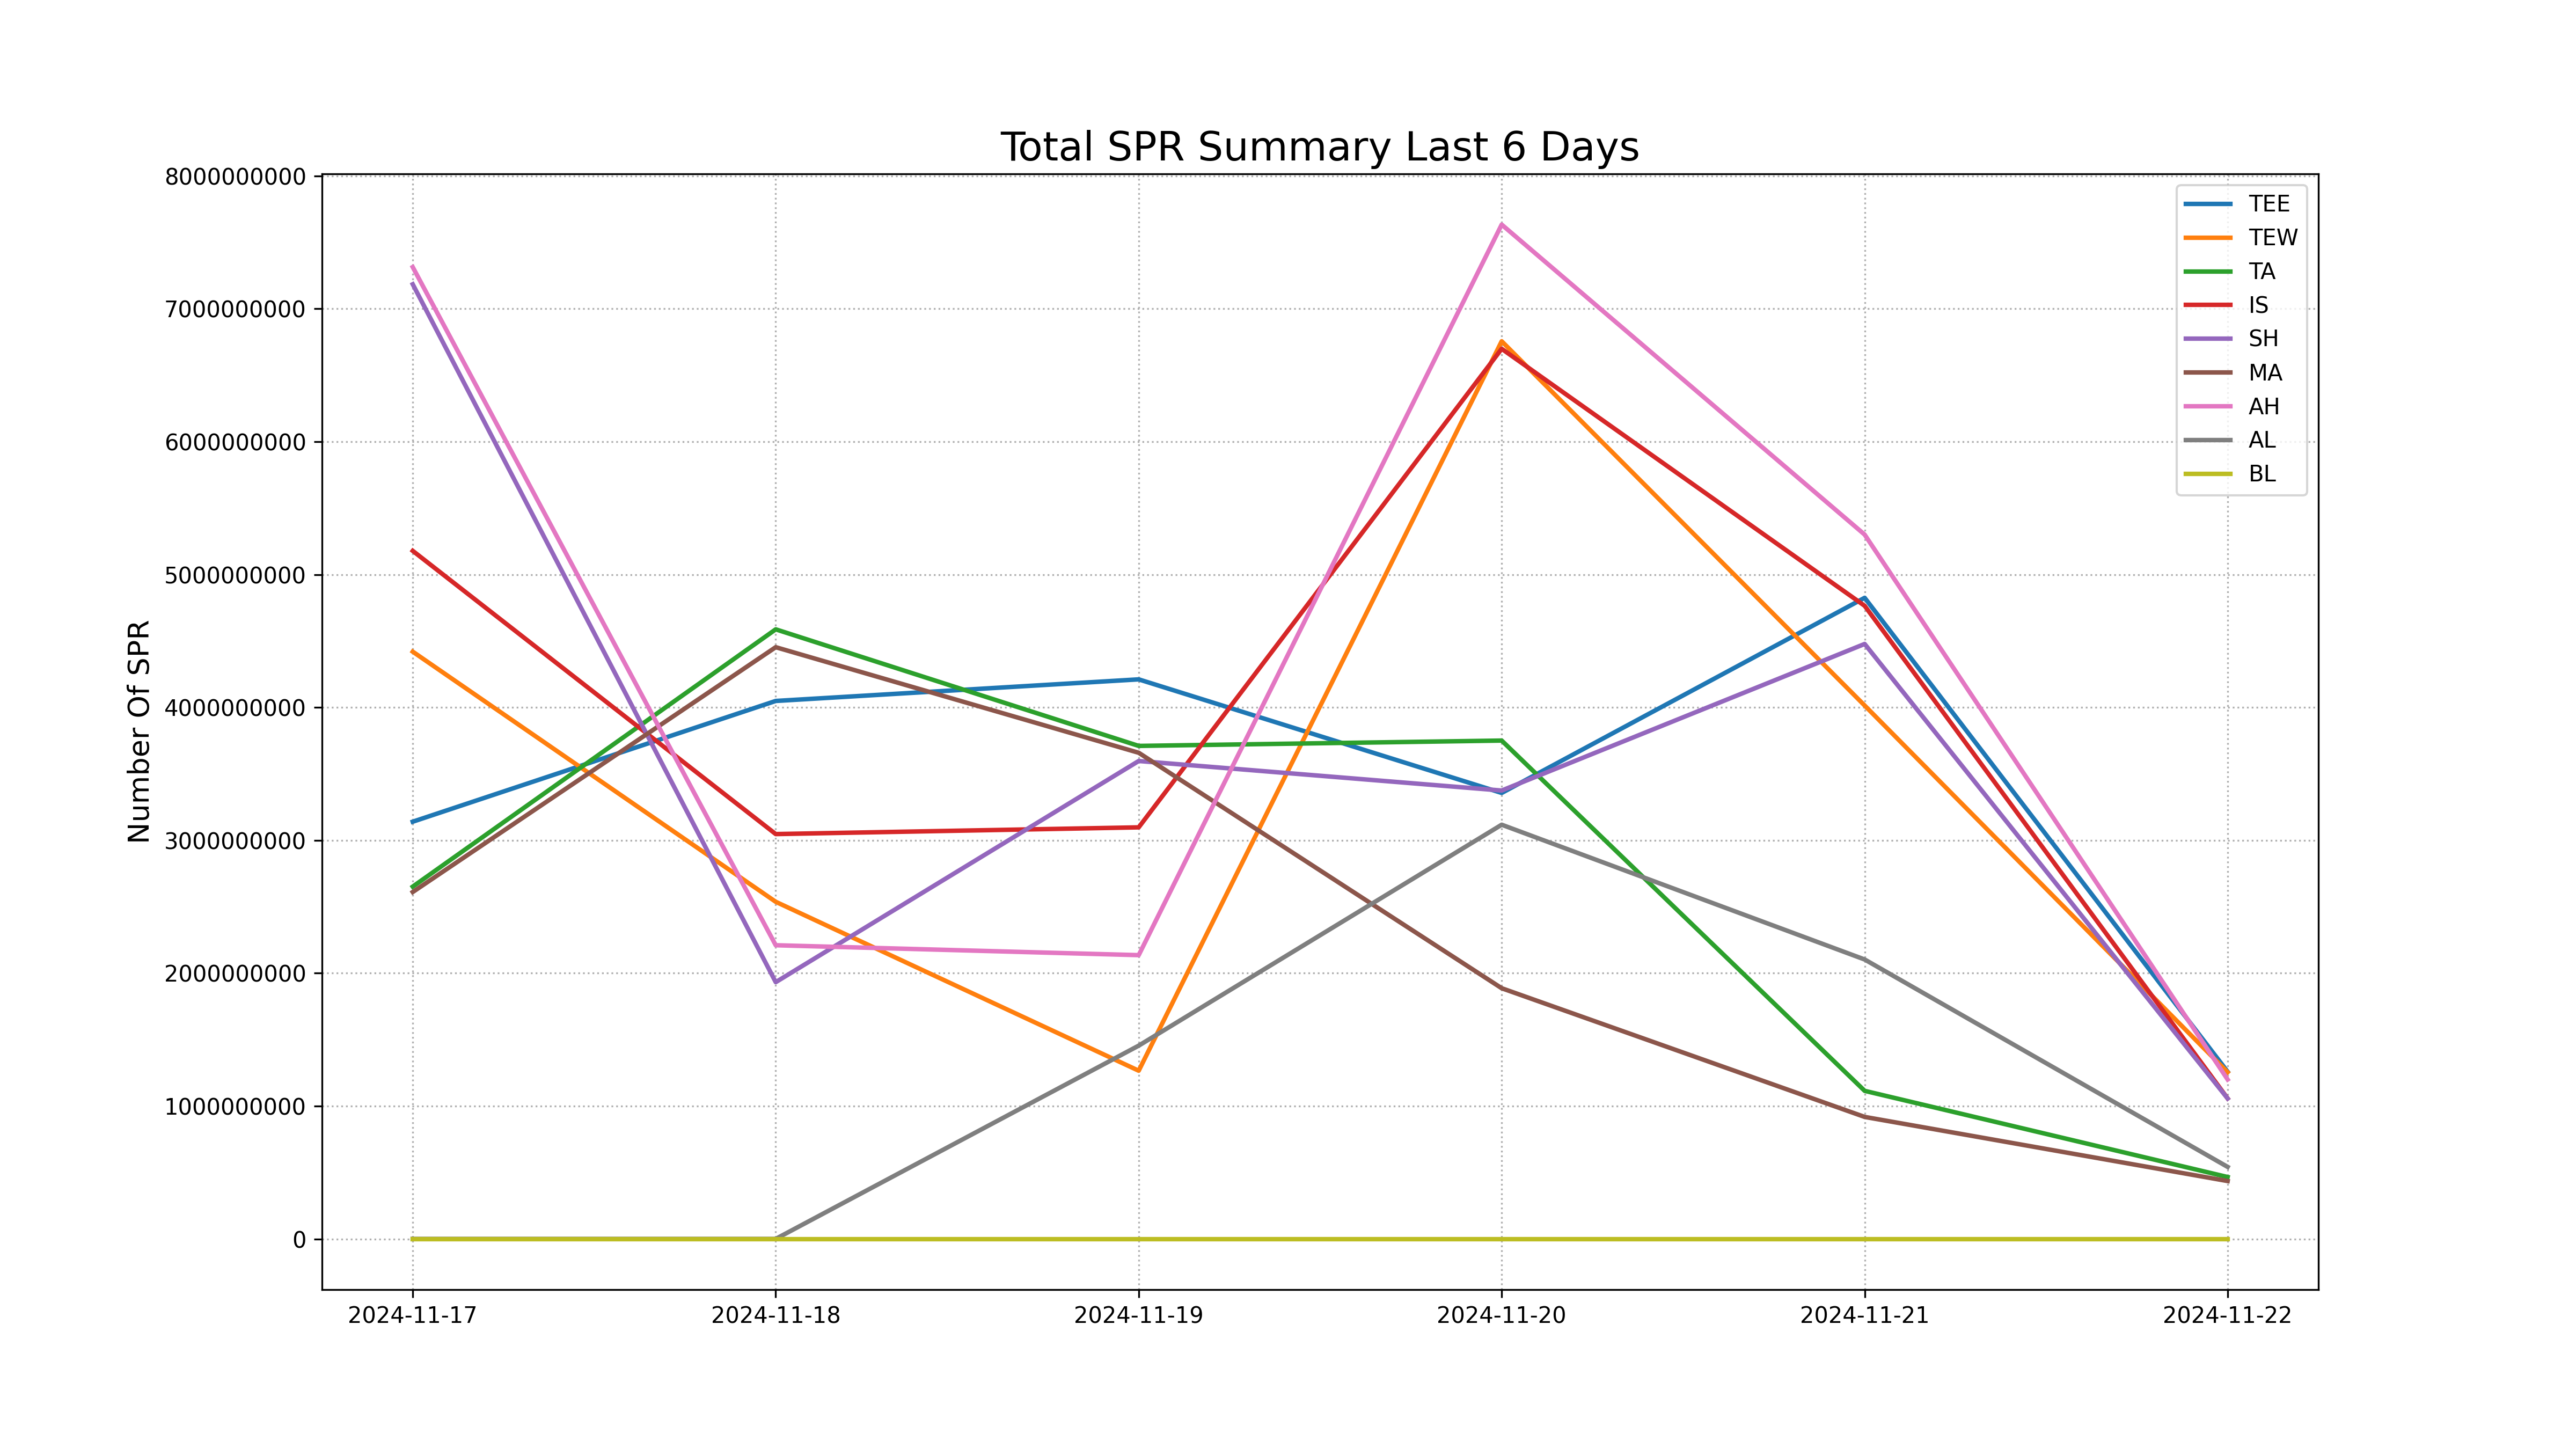 Total SPR Summary Last 6 Days
Number Of SPR
8000000000
7000000000
6000000000
5000000000
4000000000
3000000000
2000000000
1000000000
0
2024-11-17 2024-11-18 2024-11-19 2024-11-20 2024-11-21 2024-11-22
TEE
TEW
TA
IS
SH
MA
AH
AL
BL